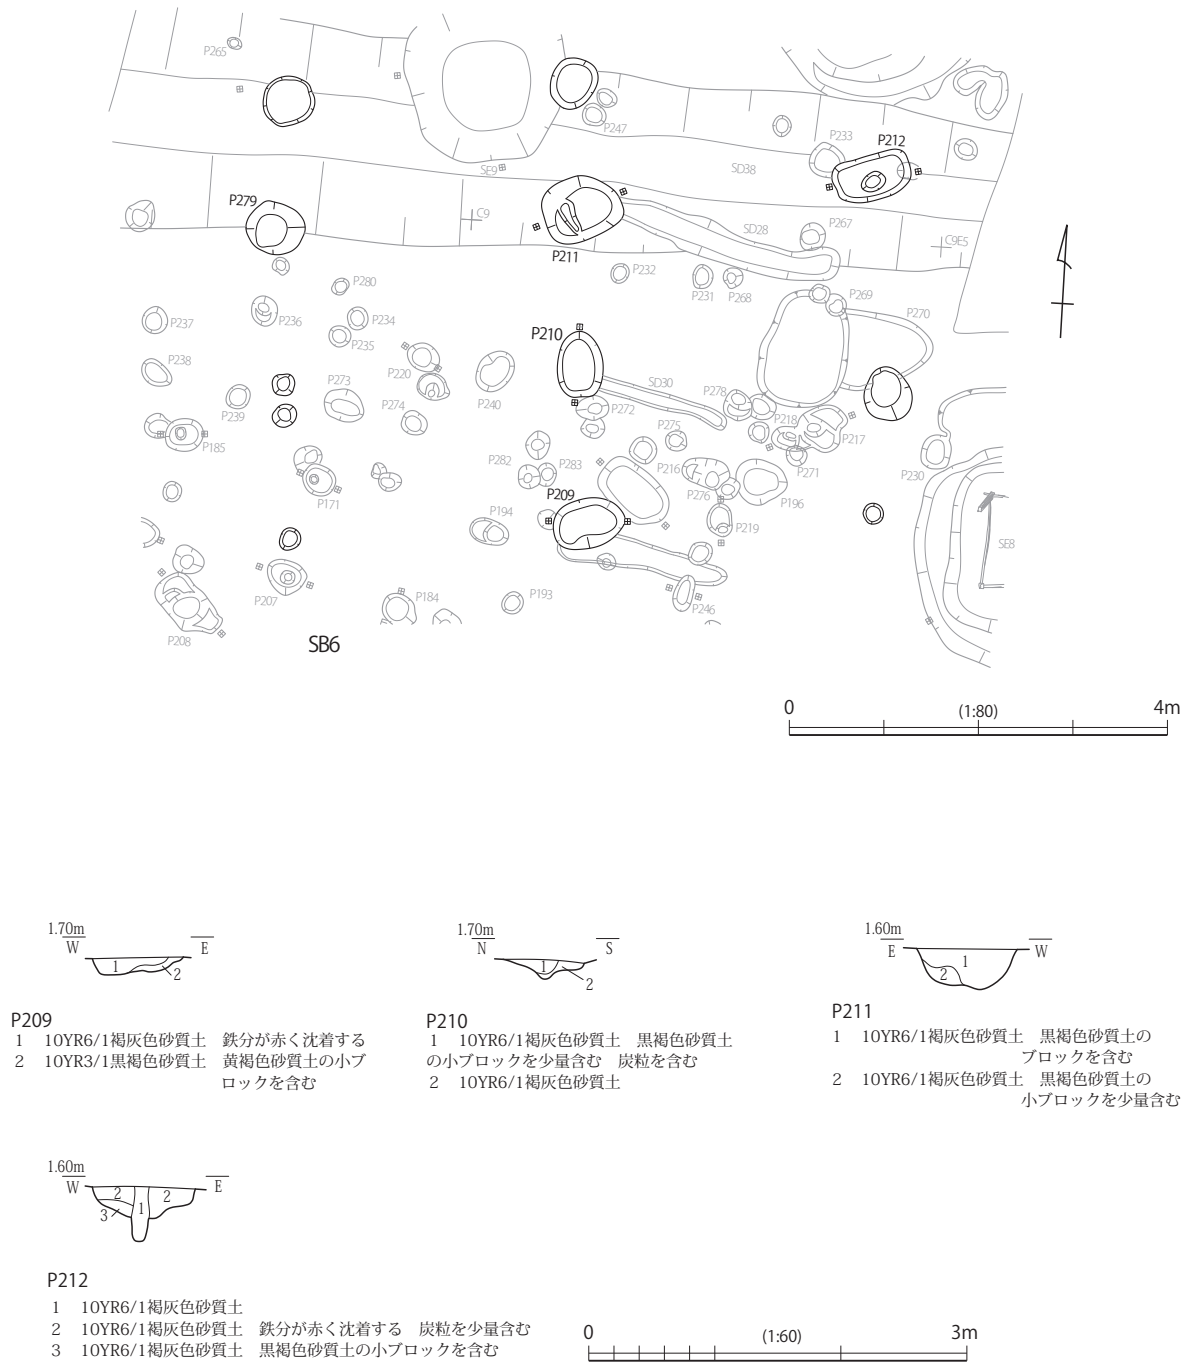 P265
P247
P233
P212
SE9
SD38
P279
C9
SD28
P267
C9E5
P211
P232
P280
P231
P268
P269
P270
P237
P236
P234
P235
P210
P238
P220
P273
P240
SD30
P278
P239
P274
P272
P218
P275
P217
P185
P282
P283
P216
P271
P230
P171
P209
P276
P196
P194
P219
SE8
P207
P184
P193
P246
P208
SB6
0 (1:80) 4m
1.70m
W E
1
2
P209
1 10YR6/1褐灰色砂質土 鉄分が赤く沈着する
2 10YR3/1黒褐色砂質土 黄褐色砂質土の小ブ
ロックを含む
1.70m
N S
1
2
P210
1 10YR6/1褐灰色砂質土 黒褐色砂質土
の小ブロックを少量含む 炭粒を含む
2 10YR6/1褐灰色砂質土
1.60m
E W
1
2
P211
1 10YR6/1褐灰色砂質土 黒褐色砂質土の
ブロックを含む
2 10YR6/1褐灰色砂質土 黒褐色砂質土の
小ブロックを少量含む
1.60m
W E
2 2
3 1
P212
1 10YR6/1褐灰色砂質土
2 10YR6/1褐灰色砂質土 鉄分が赤く沈着する 炭粒を少量含む
3 10YR6/1褐灰色砂質土 黒褐色砂質土の小ブロックを含む
0 (1:60) 3m